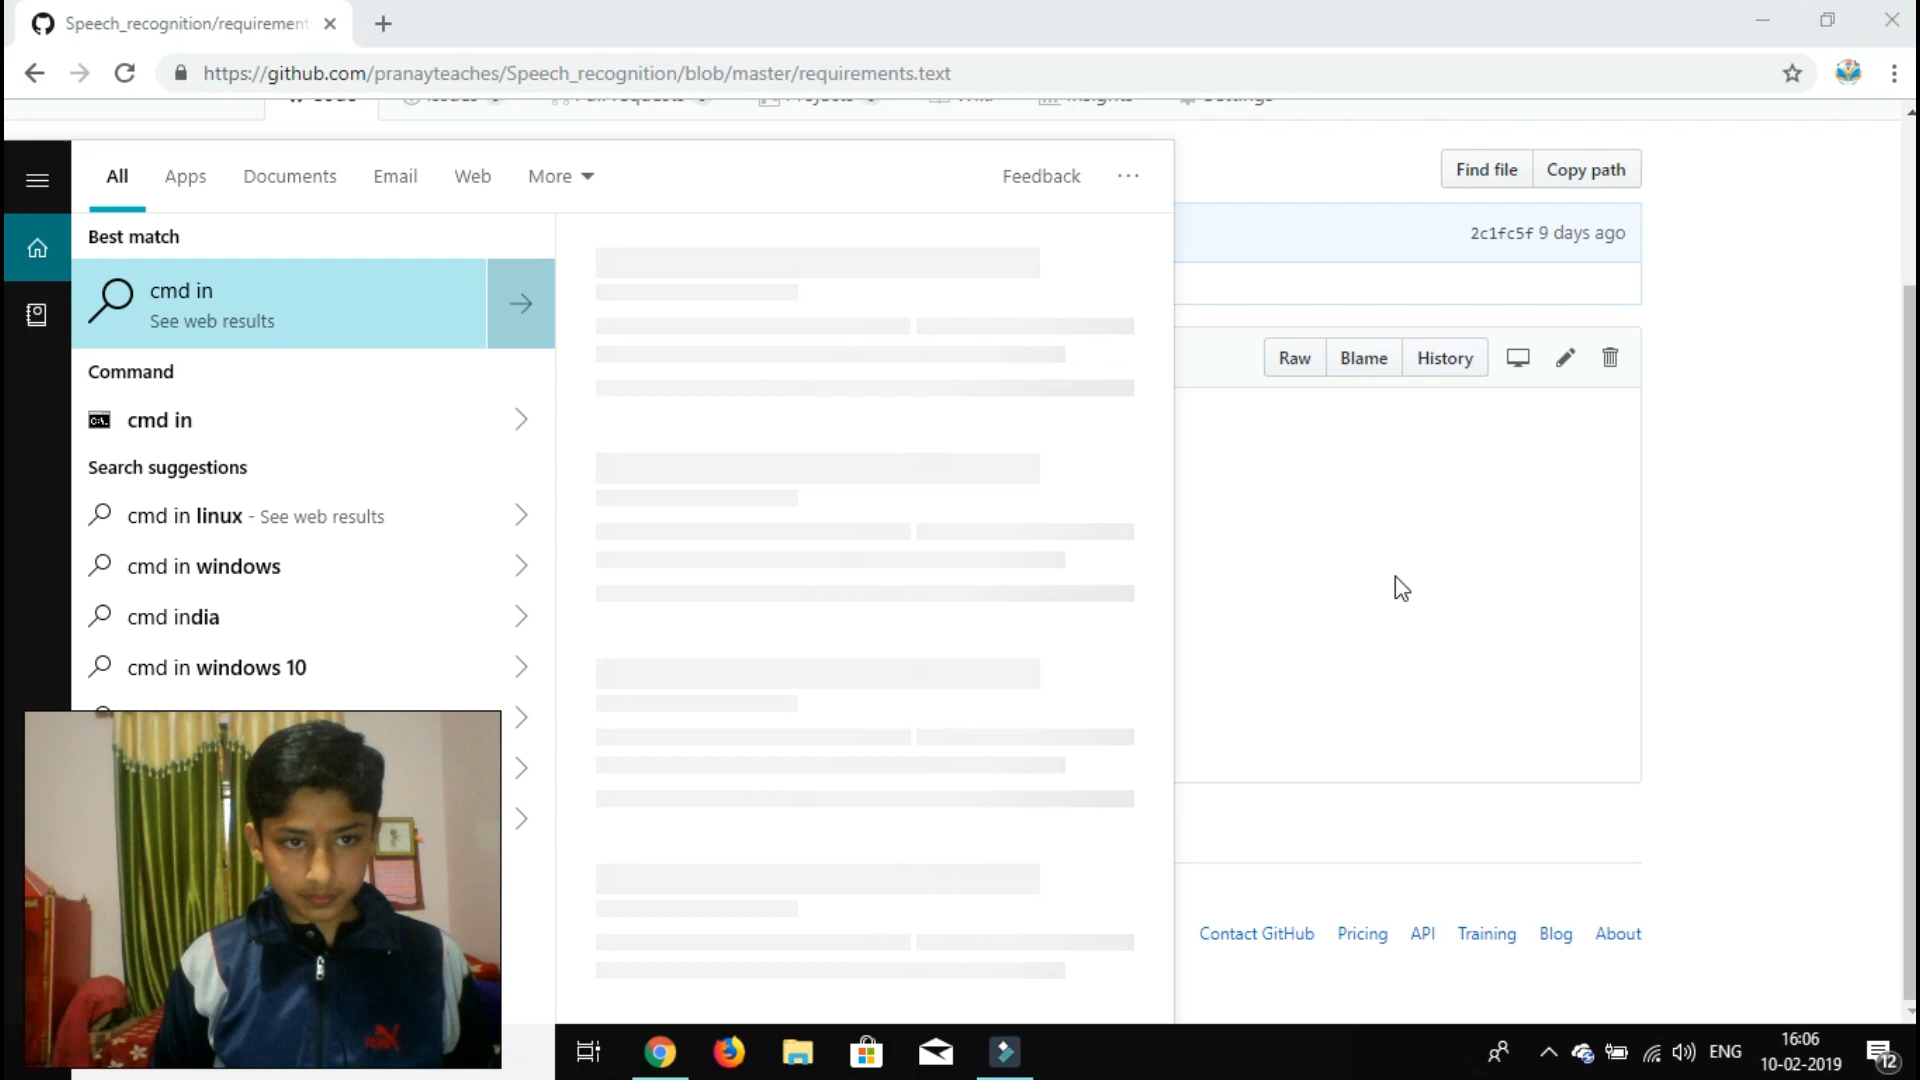 Speech_recognition/requirement
https://github.com/pranayteaches/Speech_recognition/blob/master/requirements.text
All Apps Documents Email Web More Feedback
Find file Copy path
Best match
2c1fc5f 9 days ago
cmd in
See web results
Command
Raw Blame History
cmd in
Search suggestions
cmd in linux - See web results
cmd in windows
cmd india
cmd in windows 10
Contact GitHub Pricing API Training Blog About
ENG
16:06
10-02-2019
12